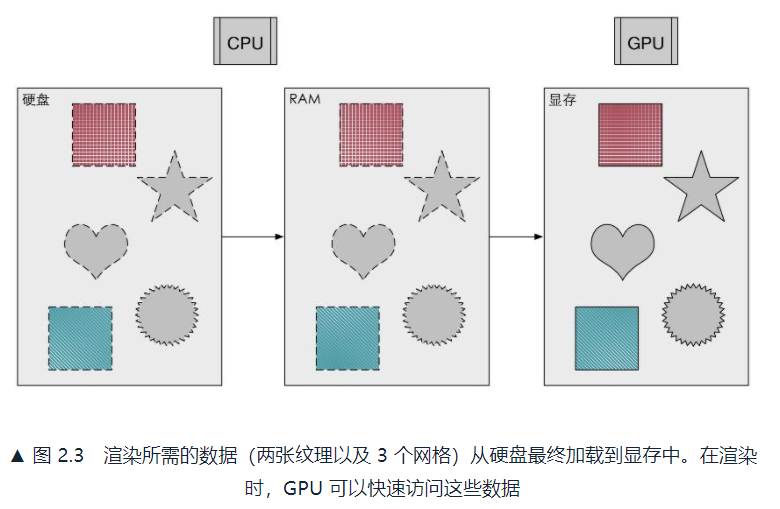 CPU
GPU
硬盘
RAM
显存
▲ 图 2.3 渲染所需的数据（两张纹理以及 3 个网格）从硬盘最终加载到显存中。在渲染
时，GPU 可以快速访问这些数据